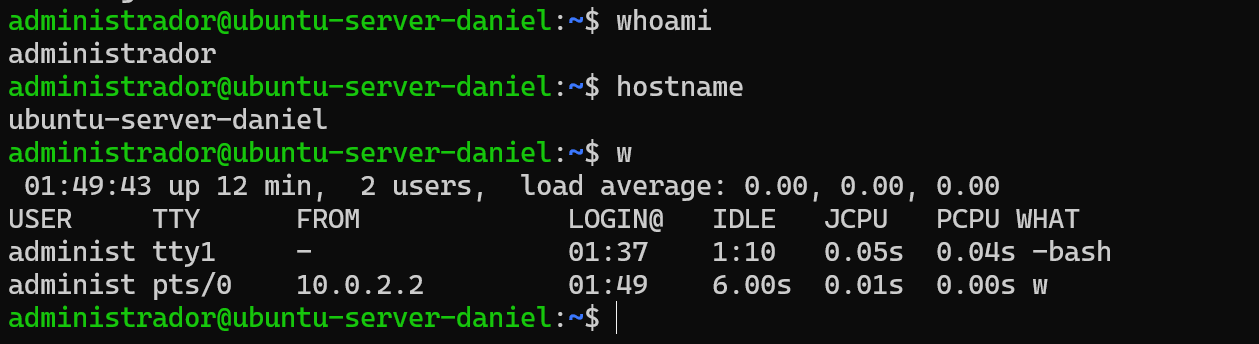 administrador@ubuntu-server-daniel:~$ whoami
administrador
administrador@ubuntu-server-daniel:~$ hostname
ubuntu-server-daniel
administrador@ubuntu-server-daniel:~$ w
 01:49:43 up 12 min,  2 users,  load average: 0.00, 0.00, 0.00
USER     TTY      FROM             LOGIN@   IDLE   JCPU   PCPU WHAT
administ tty1     -                01:37    1:10   0.05s  0.04s -bash
administ pts/0    10.0.2.2         01:49    6.00s  0.01s  0.00s w
administrador@ubuntu-server-daniel:~$